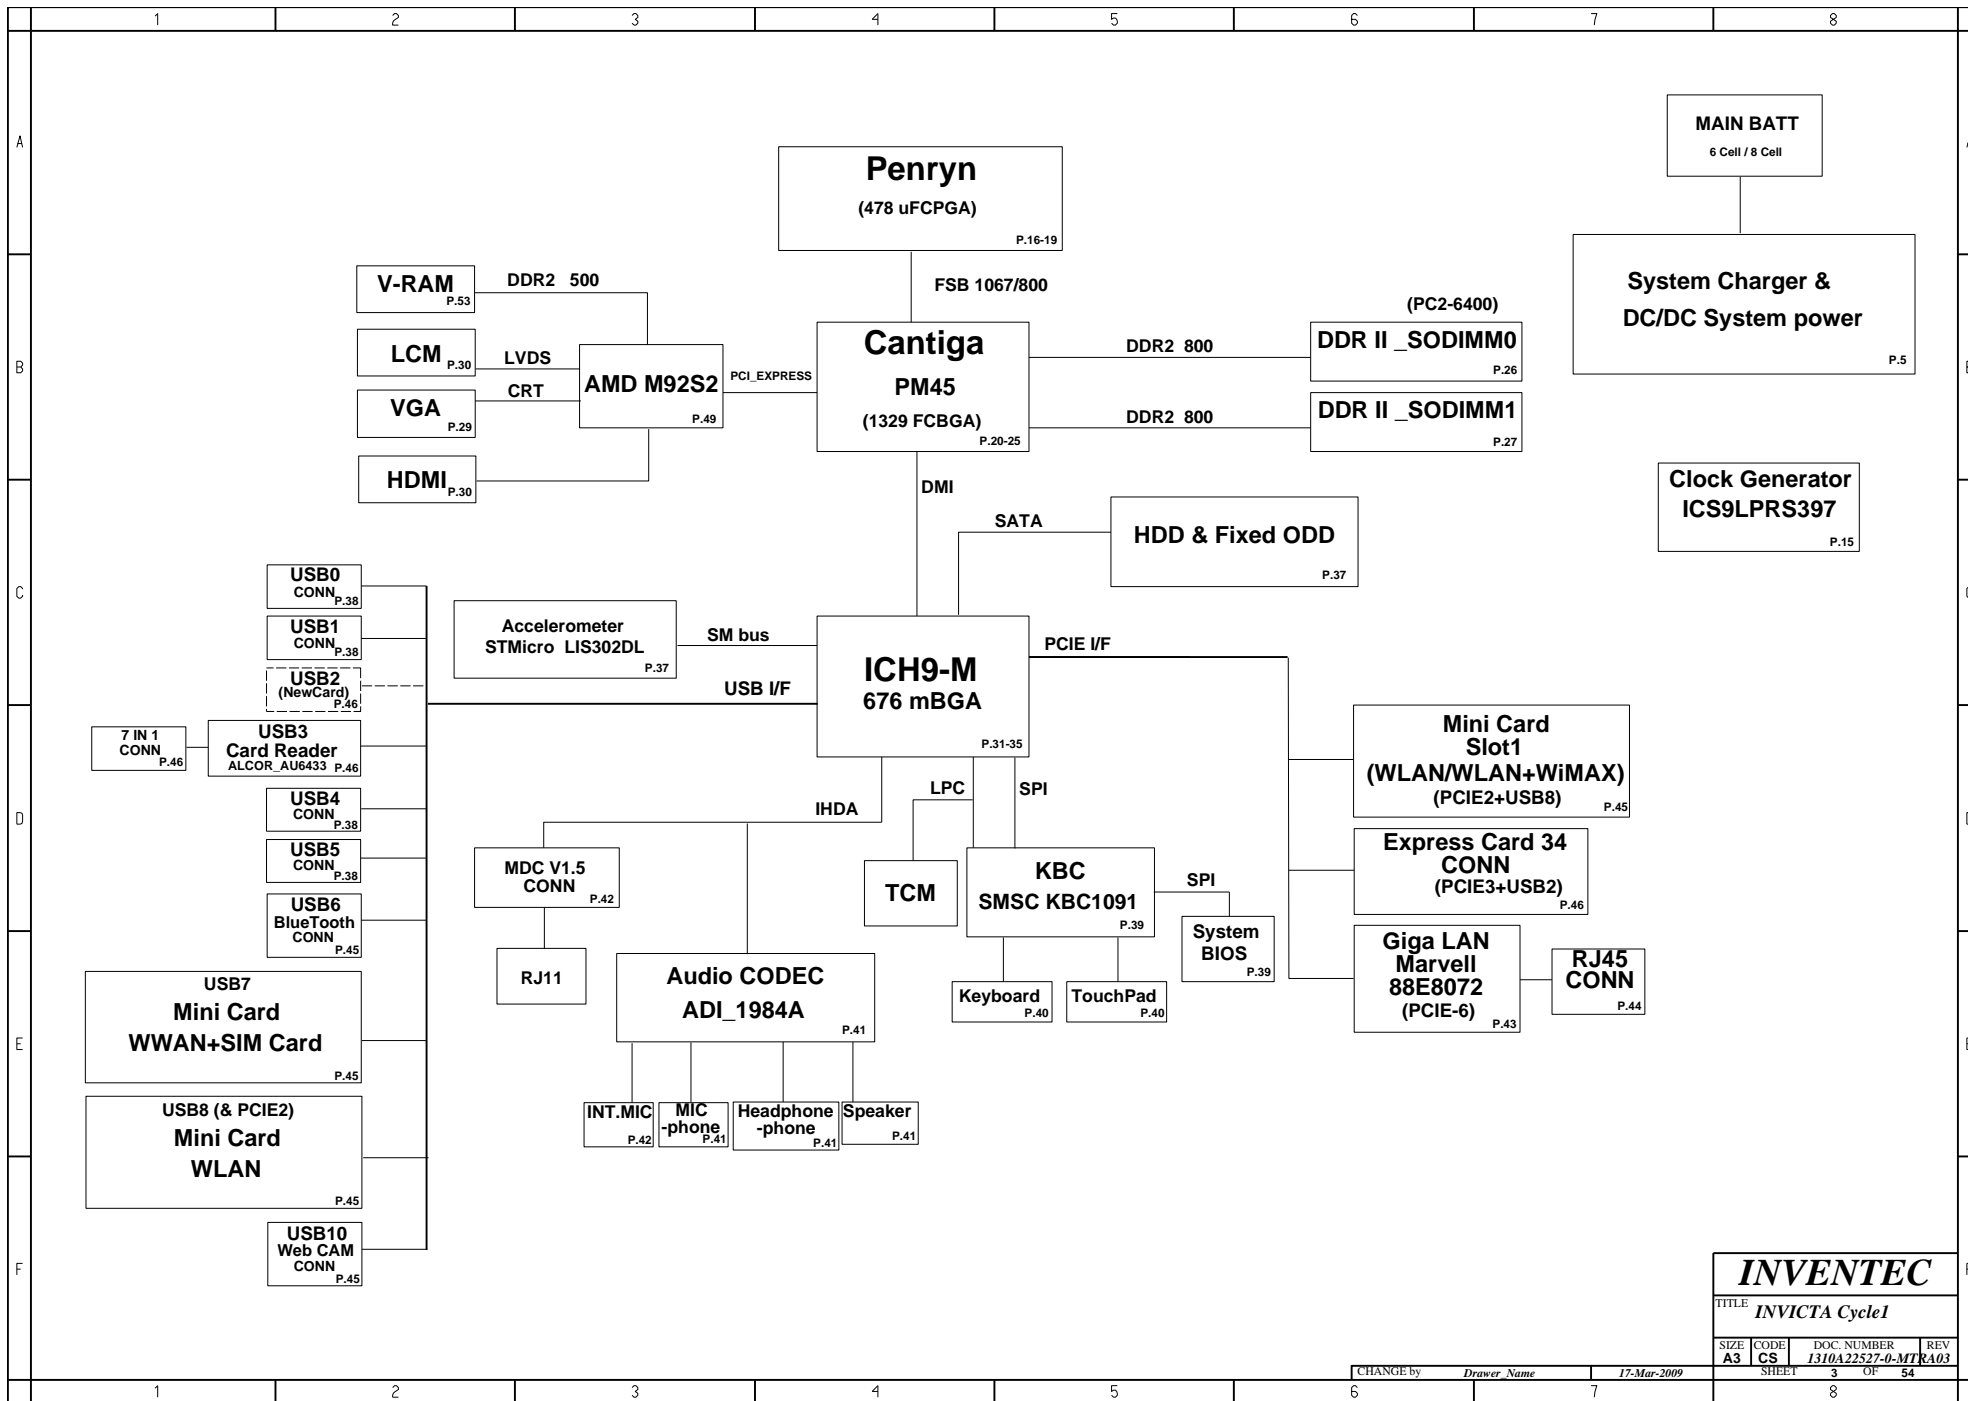 1 2 3 4 5 6 7 8
A
B
C
D
E
F
MAIN BATT
6 Cell / 8 Cell
System Charger &
DC/DC System power
P.5
Penryn
(478 uFCPGA)
P.16-19
FSB 1067/800
V-RAM
P.53
DDR2 500
LCM
P.30
LVDS
VGA
P.29
CRT
HDMI
P.30
AMD M92S2
P.49
PCI_EXPRESS
Cantiga
PM45
(1329 FCBGA)
P.20-25
DDR2 800
DDR2 800
(PC2-6400)
DDR II _SODIMM0
P.26
DDR II _SODIMM1
P.27
Clock Generator
ICS9LPRS397
P.15
DMI
SATA
HDD & Fixed ODD
P.37
Accelerometer
STMicro LIS302DL
P.37
SM bus
USB I/F
ICH9-M
676 mBGA
P.31-35
PCIE I/F
USB0
CONN
P.38
USB1
CONN
P.38
USB2
(NewCard)
P.46
7 IN 1
CONN
P.46
USB3
Card Reader
ALCOR_AU6433
P.46
USB4
CONN
P.38
USB5
CONN
P.38
USB6
BlueTooth
CONN
P.45
USB7
Mini Card
WWAN+SIM Card
P.45
USB8 (& PCIE2)
Mini Card
WLAN
P.45
USB10
Web CAM
CONN
P.45
IHDA
LPC
SPI
MDC V1.5
CONN
P.42
RJ11
Audio CODEC
ADI_1984A
P.41
INT.MIC
P.42
MIC
-phone
P.41
Headphone
-phone
P.41
Speaker
P.41
TCM
KBC
SMSC KBC1091
P.39
SPI
System
BIOS
P.39
Keyboard
P.40
TouchPad
P.40
Mini Card
Slot1
(WLAN/WLAN+WiMAX)
(PCIE2+USB8)
P.45
Express Card 34
CONN
(PCIE3+USB2)
P.46
Giga LAN
Marvell
88E8072
(PCIE-6)
P.43
RJ45
CONN
P.44
INVENTEC
TITLE INVICTA Cycle1
SIZE CODE DOC. NUMBER REV
A3 CS 1310A22527-0-MTRA03
CHANGE by Drawer_Name 17-Mar-2009 SHEET 3 OF 54
1 2 3 4 5 6 7 8